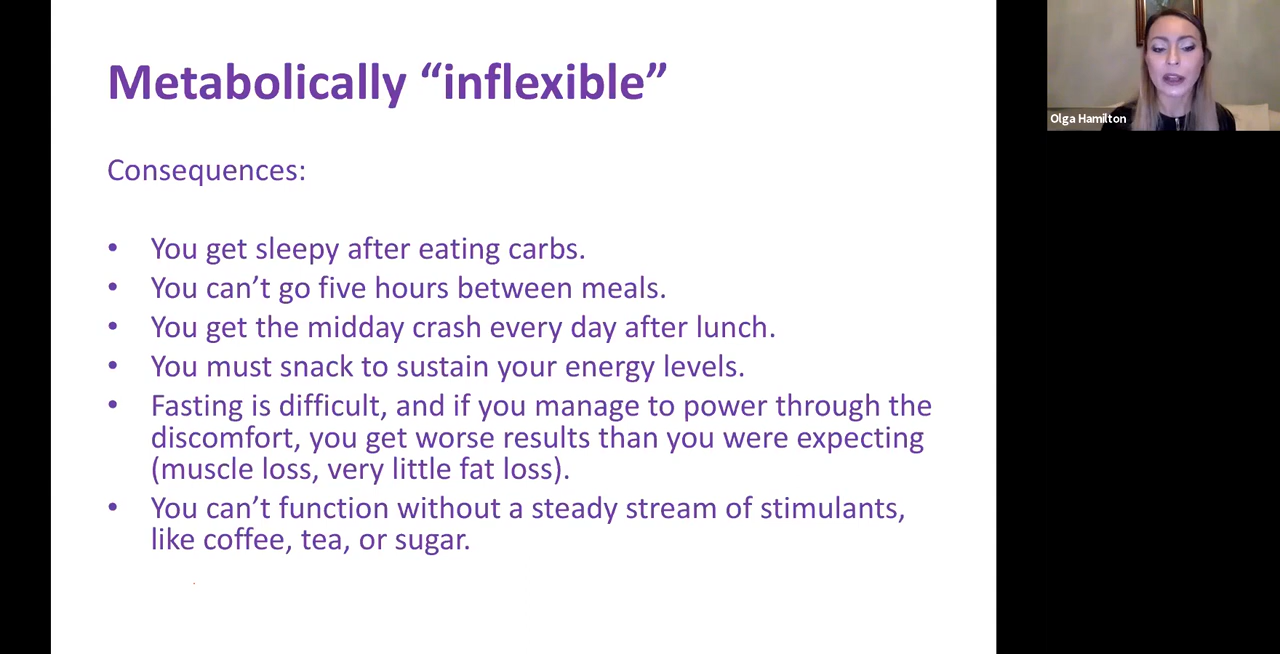 Metabolically “inflexible”
Olga Hamilton
Consequences:
• You get sleepy after eating carbs.
• You can’t go five hours between meals.
• You get the midday crash every day after lunch.
• You must snack to sustain your energy levels.
• Fasting is difficult, and if you manage to power through the
discomfort, you get worse results than you were expecting
(muscle loss, very little fat loss).
• You can’t function without a steady stream of stimulants,
like coffee, tea, or sugar.